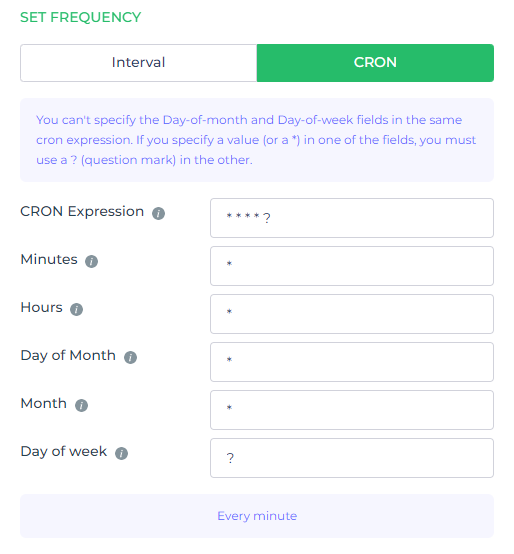 SET FREQUENCY
Interval
CRON
You can't specify the Day-of-month and Day-of-week fields in the same
cron expression. If you specify a value (or a *) in one of the fields, you must
use a ? (question mark) in the other.
CRON Expression i
* * * * ?
Minutes i
*
Hours i
*
Day of Month i
*
Month i
*
Day of week i
?
Every minute